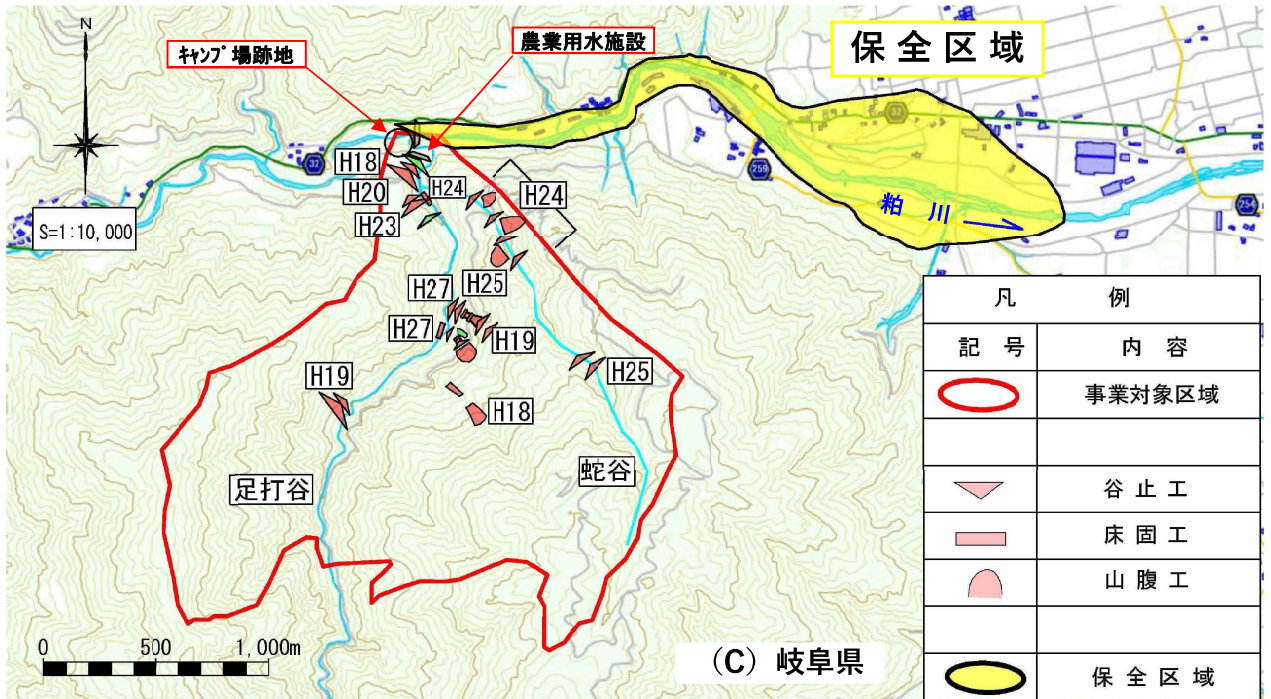 N
キャンプ場跡地
農業用水施設
保全区域
32
32
259
254
H18
H20
H23
H24
H24
粕川
S=1:10,000
H27
H25
H27
H19
H25
H19
H18
足打谷
蛇谷
凡例
記号 内容
事業対象区域
谷止工
床固工
山腹工
保全区域
0 500 1,000m
(C) 岐阜県